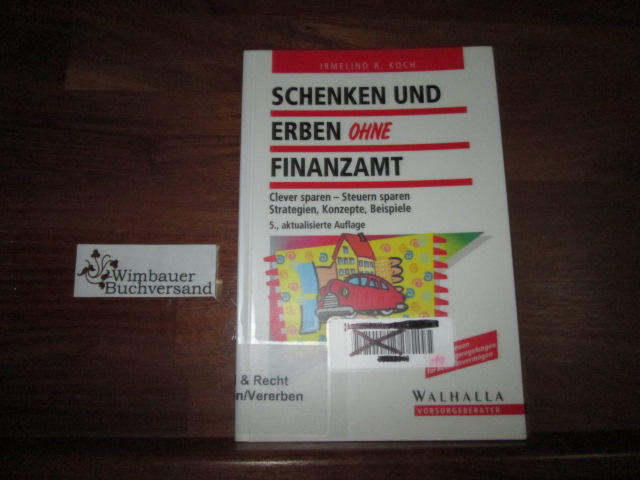 IRMELIND R. KOCH
SCHENKEN UND
ERBEN OHNE
FINANZAMT
Clever sparen – Steuern sparen
Strategien, Konzepte, Beispiele
5., aktualisierte Auflage
Wimbauer
Buchversand
& Recht
n/Vererben
WALHALLA
VORSORGEBERATER